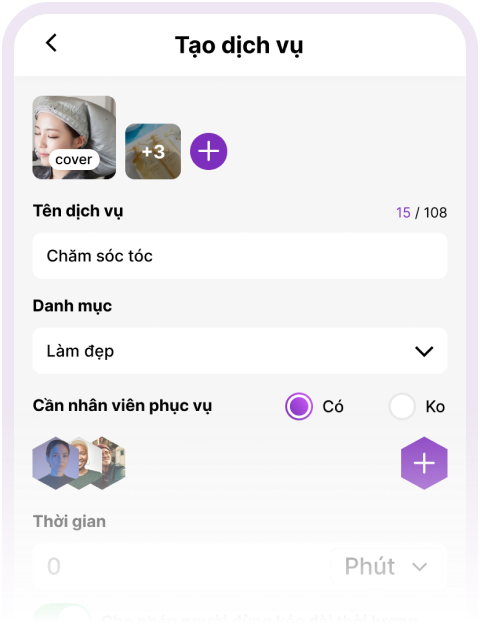 Tạo dịch vụ
cover
+3
Tên dịch vụ 15 / 108
Chăm sóc tóc
Danh mục
Làm đẹp
Cần nhân viên phục vụ Có Ko
Thời gian
0 Phút